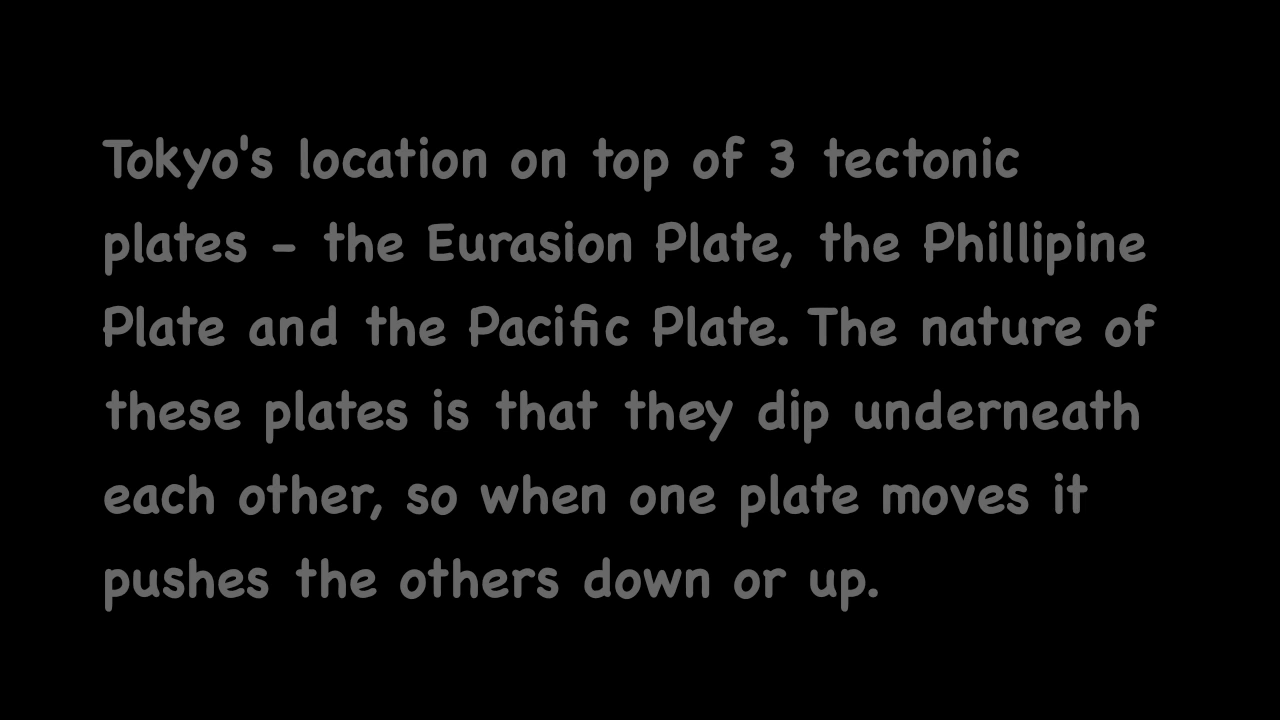 Tokyo's location on top of 3 tectonic
plates - the Eurasion Plate, the Phillipine
Plate and the Pacific Plate. The nature of
these plates is that they dip underneath
each other, so when one plate moves it
pushes the others down or up.